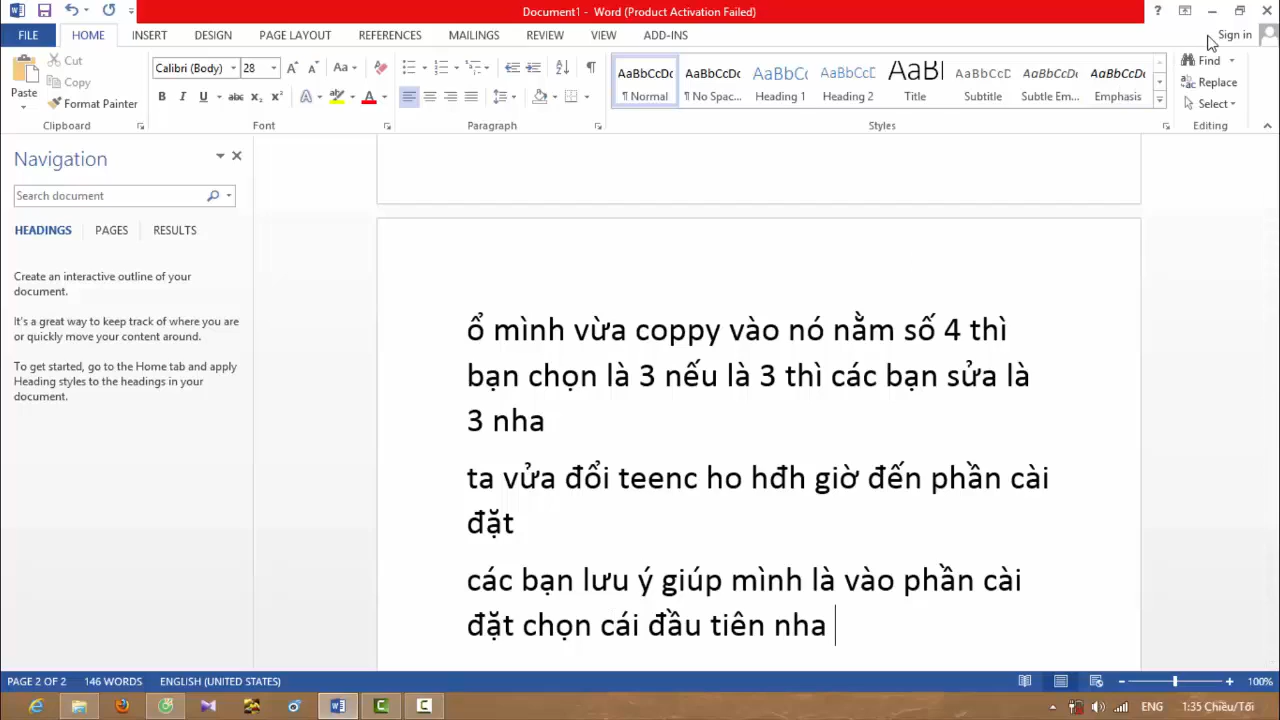 Document1 - Word (Product Activation Failed)
FILE HOME INSERT DESIGN PAGE LAYOUT REFERENCES MAILINGS REVIEW VIEW ADD-INS Sign in
Paste Cut Copy Format Painter
Calibri (Body) 28
AaBbCcDc AaBbCcDc AaBbCc AaBbCcD AaBl AaBbCcD AaBbCcDc AaBbCcDc
¶ Normal ¶ No Spac... Heading 1 Heading 2 Title Subtitle Subtle Em... Emphasis
Find
Replace
Select
Clipboard Font Paragraph Styles Editing
Navigation
Search document
HEADINGS PAGES RESULTS
Create an interactive outline of your
document.
It's a great way to keep track of where you are
or quickly move your content around.
To get started, go to the Home tab and apply
Heading styles to the headings in your
document.
ổ mình vừa coppy vào nó nằm số 4 thì
bạn chọn là 3 nếu là 3 thì các bạn sửa là
3 nha
ta vửa đổi teenc ho hđh giờ đến phần cài
đặt
các bạn lưu ý giúp mình là vào phần cài
đặt chọn cái đầu tiên nha
PAGE 2 OF 2 146 WORDS ENGLISH (UNITED STATES) 100%
ENG 1:35 Chiều/Tối